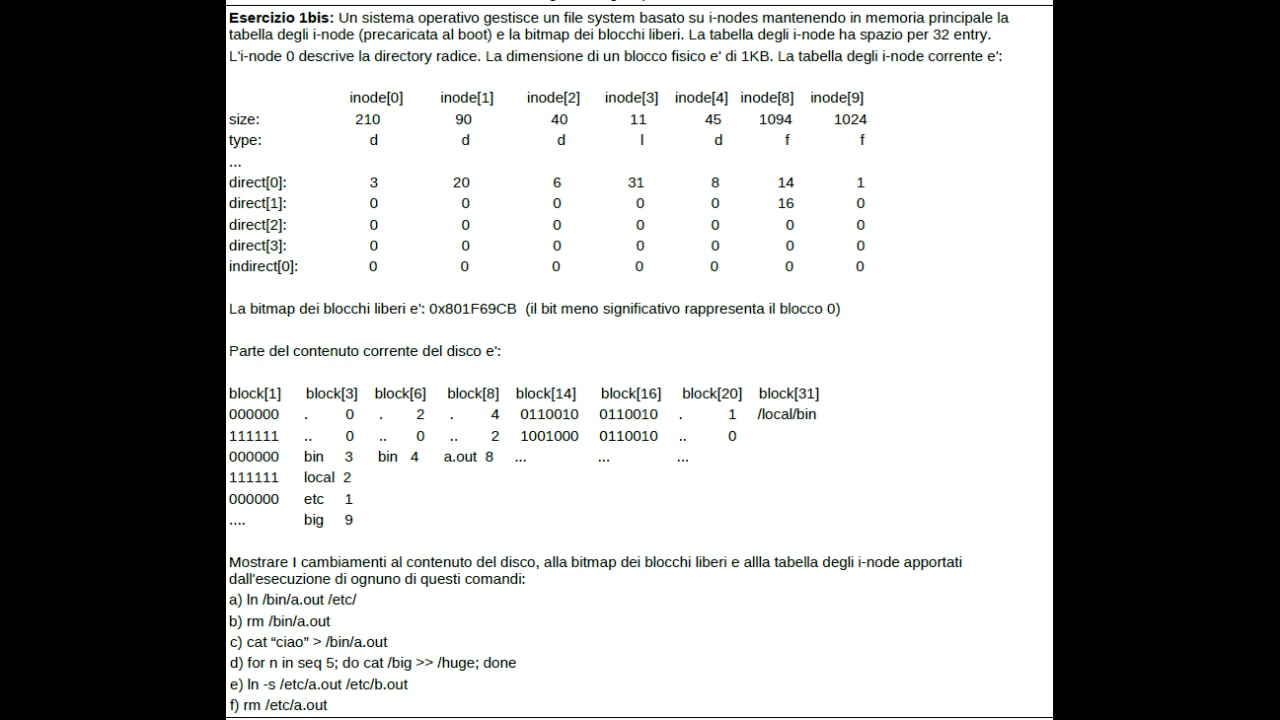 Esercizio 1bis: Un sistema operativo gestisce un file system basato su i-nodes mantenendo in memoria principale la
tabella degli i-node (precaricata al boot) e la bitmap dei blocchi liberi. La tabella degli i-node ha spazio per 32 entry.
L'i-node 0 descrive la directory radice. La dimensione di un blocco fisico e' di 1KB. La tabella degli i-node corrente e':
inode[0] inode[1] inode[2] inode[3] inode[4] inode[8] inode[9]
size: 210 90 40 11 45 1094 1024
type: d d d l d f f
...
direct[0]: 3 20 6 31 8 14 1
direct[1]: 0 0 0 0 0 16 0
direct[2]: 0 0 0 0 0 0 0
direct[3]: 0 0 0 0 0 0 0
indirect[0]: 0 0 0 0 0 0 0
La bitmap dei blocchi liberi e': 0x801F69CB (il bit meno significativo rappresenta il blocco 0)
Parte del contenuto corrente del disco e':
block[1] block[3] block[6] block[8] block[14] block[16] block[20] block[31]
000000 . 0 . 2 . 4 0110010 0110010 . 1 /local/bin
111111 .. 0 .. 0 .. 2 1001000 0110010 .. 0
000000 bin 3 bin 4 a.out 8 ... ... ...
111111 local 2
000000 etc 1
.... big 9
Mostrare I cambiamenti al contenuto del disco, alla bitmap dei blocchi liberi e allla tabella degli i-node apportati
dall'esecuzione di ognuno di questi comandi:
a) ln /bin/a.out /etc/
b) rm /bin/a.out
c) cat “ciao” > /bin/a.out
d) for n in seq 5; do cat /big >> /huge; done
e) ln -s /etc/a.out /etc/b.out
f) rm /etc/a.out